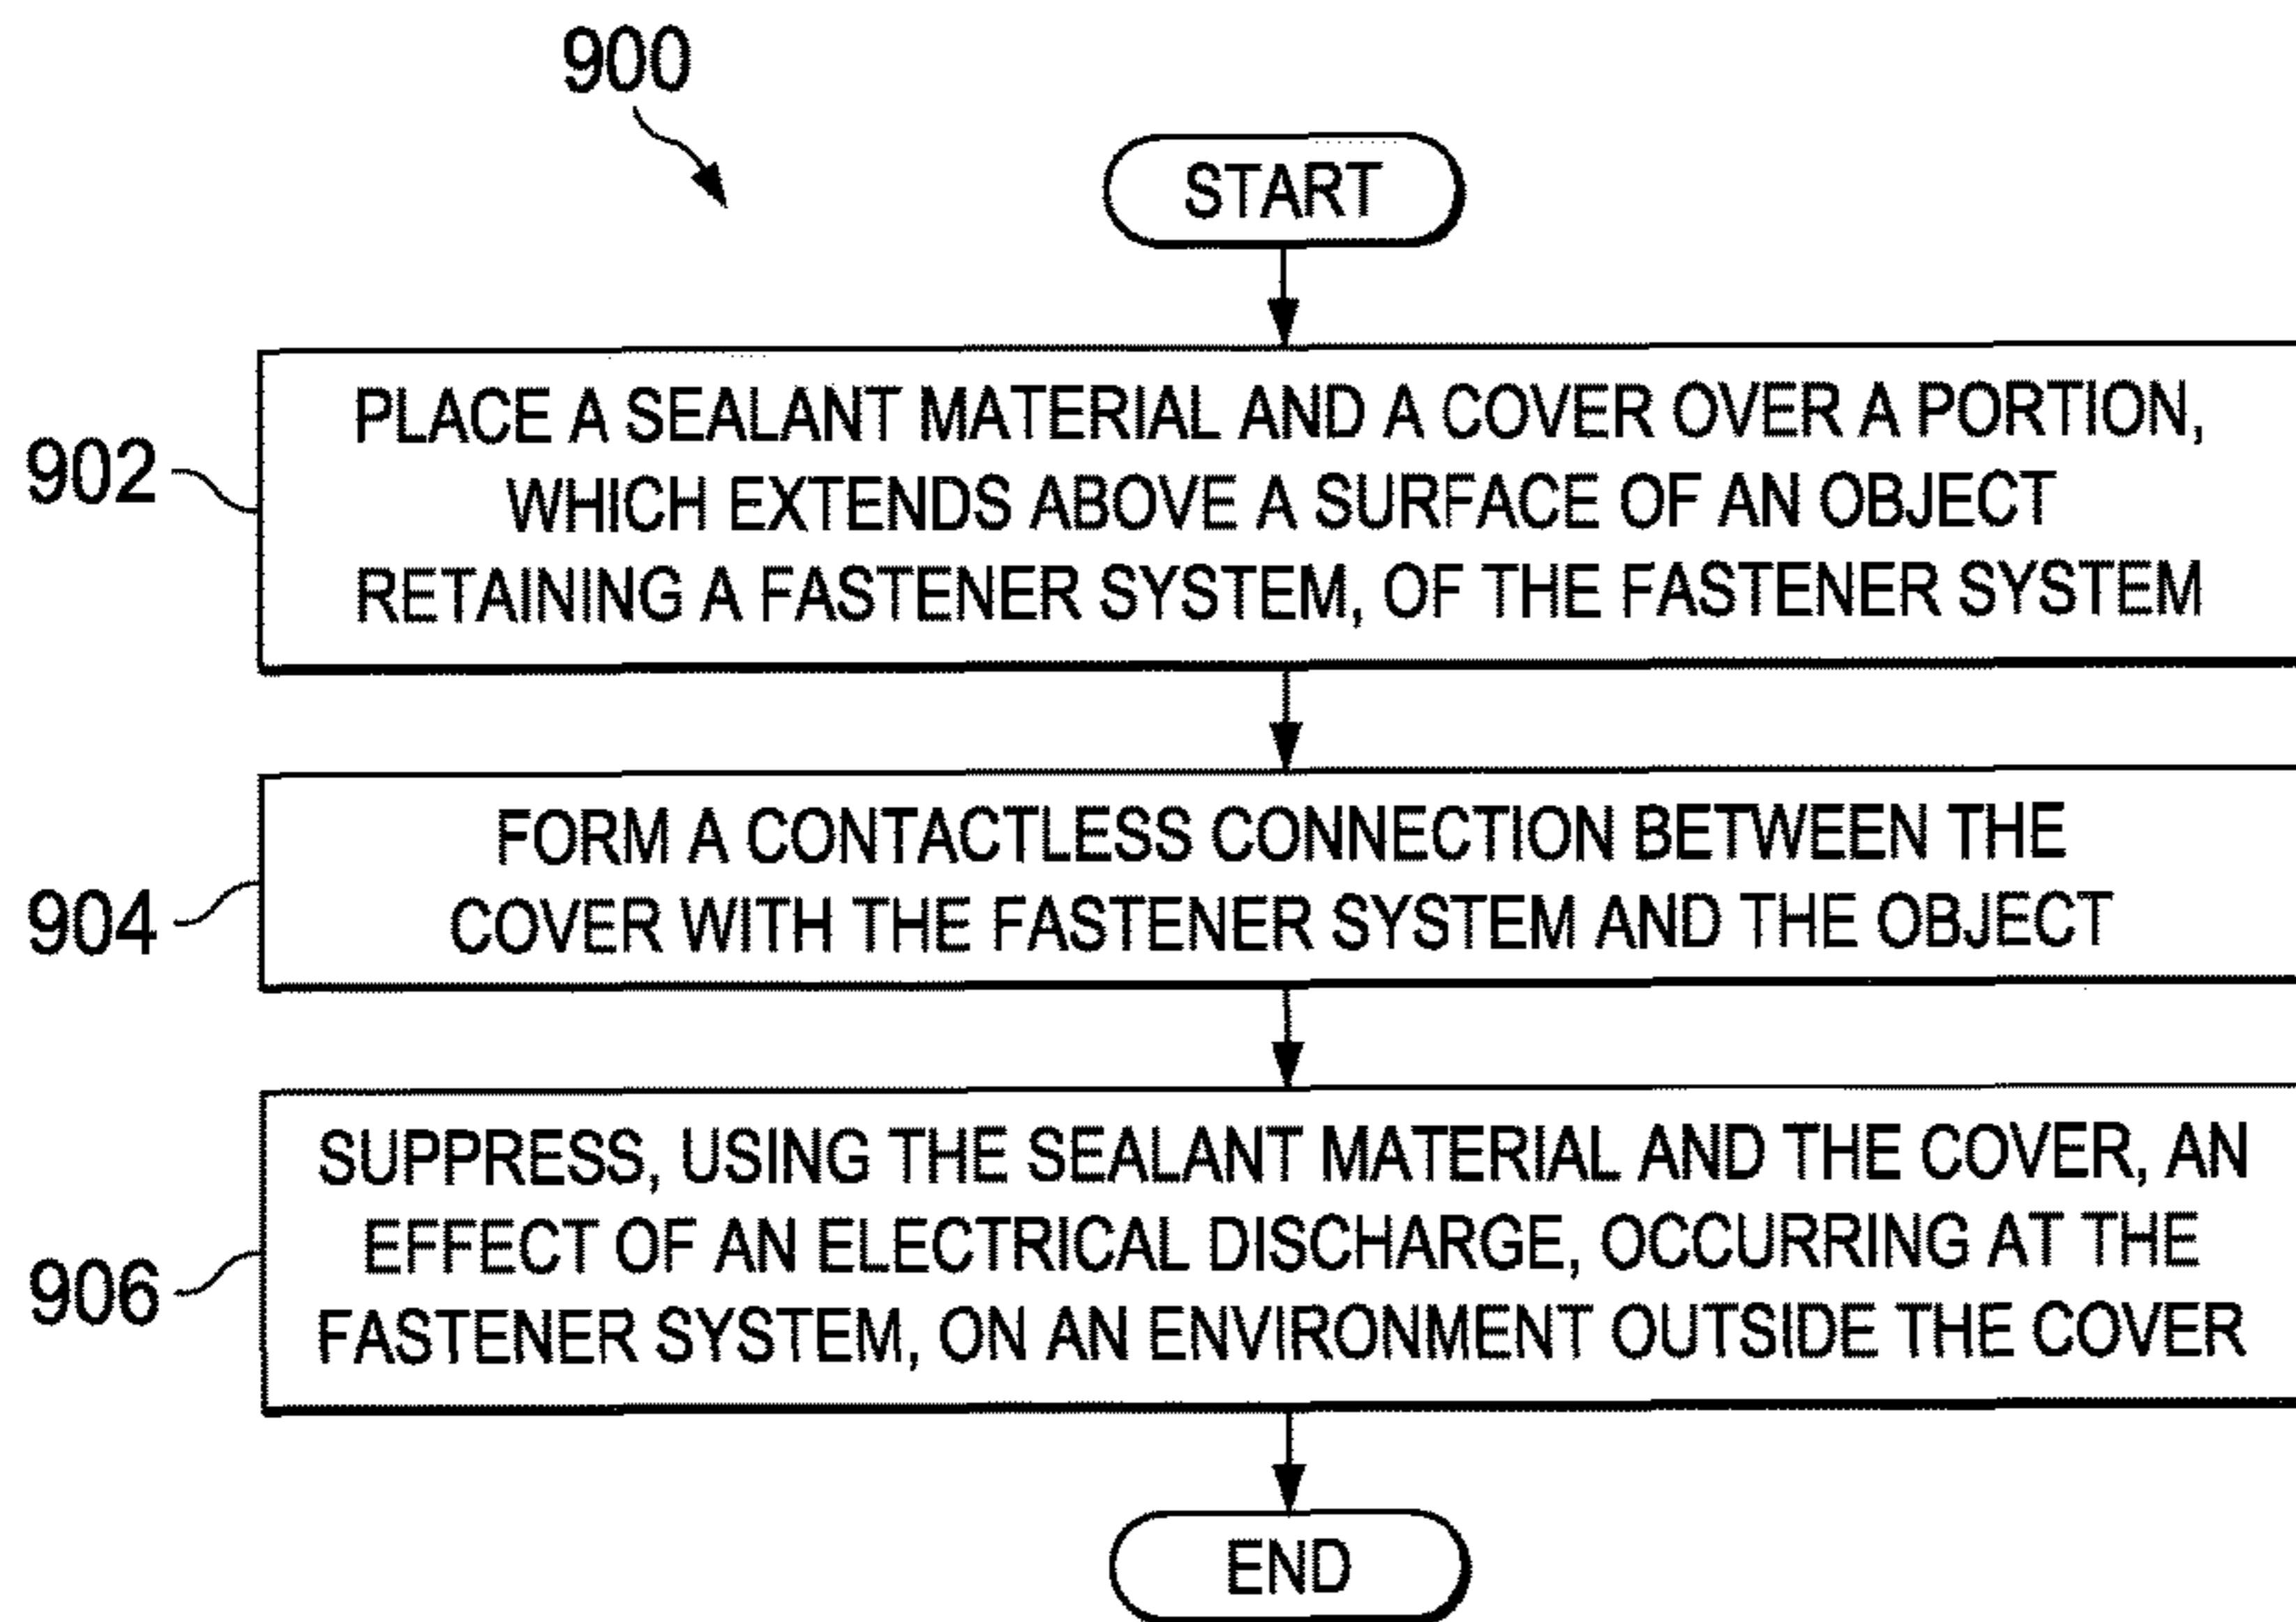 900
START
902
PLACE A SEALANT MATERIAL AND A COVER OVER A PORTION,
WHICH EXTENDS ABOVE A SURFACE OF AN OBJECT
RETAINING A FASTENER SYSTEM, OF THE FASTENER SYSTEM
904
FORM A CONTACTLESS CONNECTION BETWEEN THE
COVER WITH THE FASTENER SYSTEM AND THE OBJECT
906
SUPPRESS, USING THE SEALANT MATERIAL AND THE COVER, AN
EFFECT OF AN ELECTRICAL DISCHARGE, OCCURRING AT THE
FASTENER SYSTEM, ON AN ENVIRONMENT OUTSIDE THE COVER
END